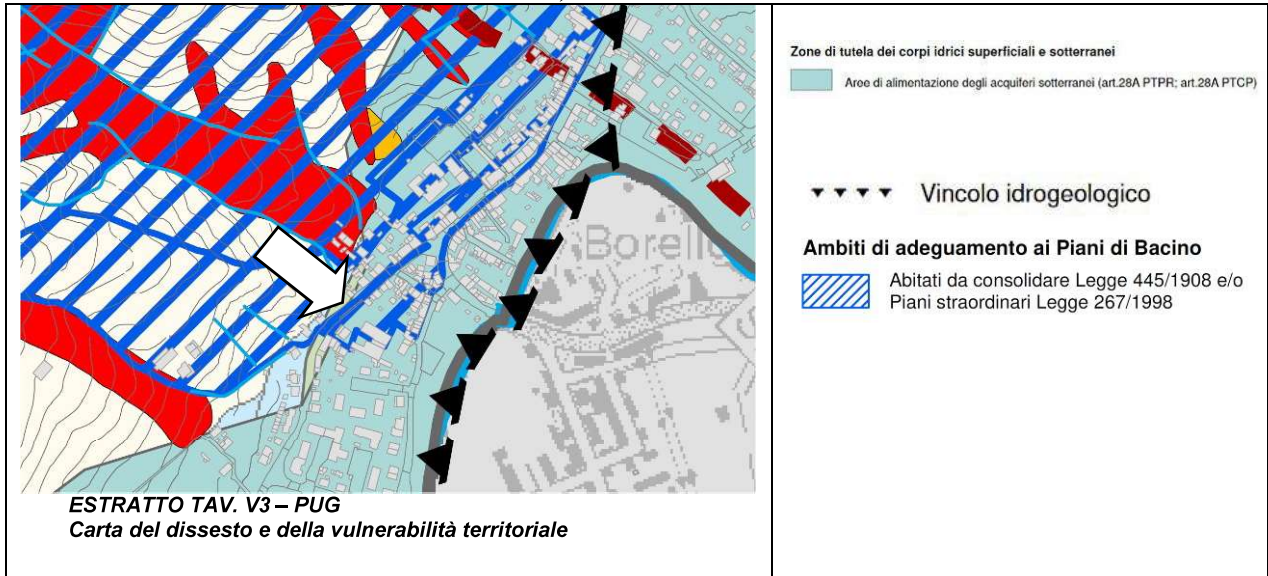 Borello
ESTRATTO TAV. V3 – PUG
Carta del dissesto e della vulnerabilità territoriale
Zone di tutela dei corpi idrici superficiali e sotterranei
Aree di alimentazione degli acquiferi sotterranei (art.28A PTPR; art.28A PTCP)
Vincolo idrogeologico
Ambiti di adeguamento ai Piani di Bacino
Abitati da consolidare Legge 445/1908 e/o
Piani straordinari Legge 267/1998